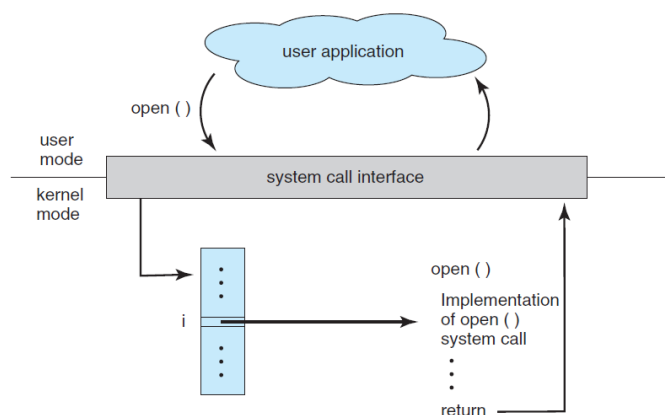 user application
open ( )
user
mode
system call interface
kernel
mode
open ( )
i
Implementation
of open ( )
system call
return